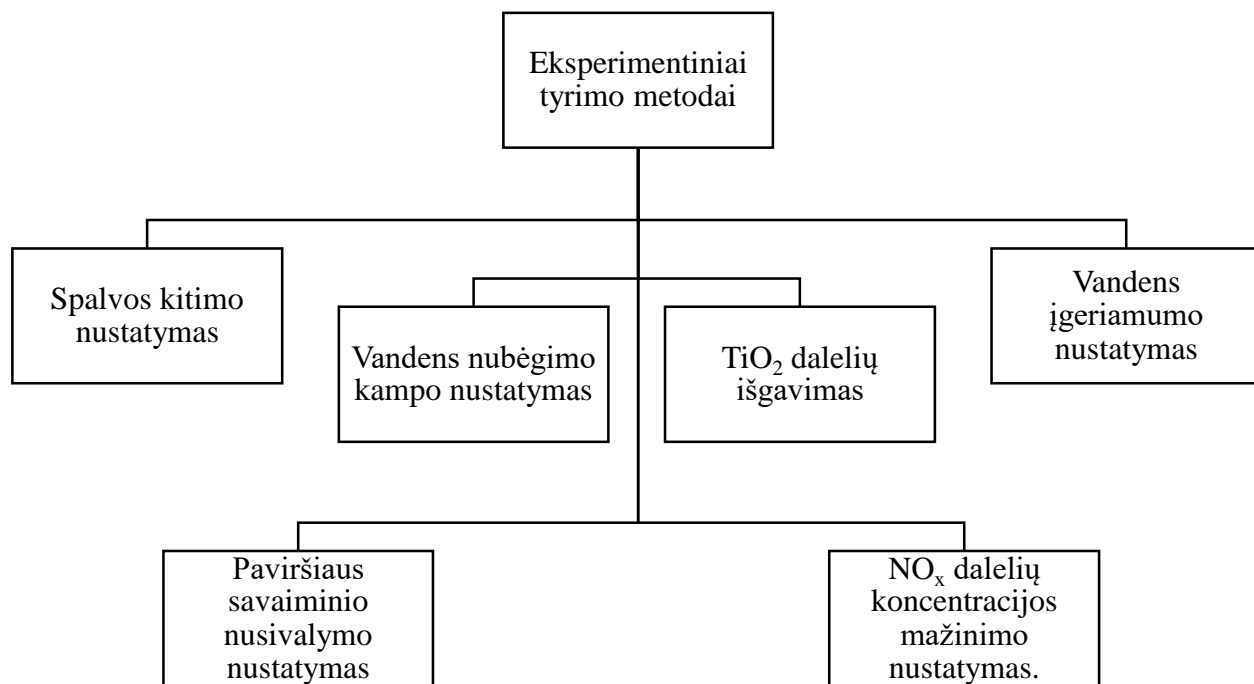 Eksperimentiniai
tyrimo metodai
Spalvos kitimo
nustatymas
Vandens nubėgimo
kampo nustatymas
TiO₂ dalelių
išgavimas
Vandens
įgeriamumo
nustatymas
Paviršiaus
savaiminio
nusivalymo
nustatymas
NOₓ dalelių
koncentracijos
mažinimo
nustatymas.